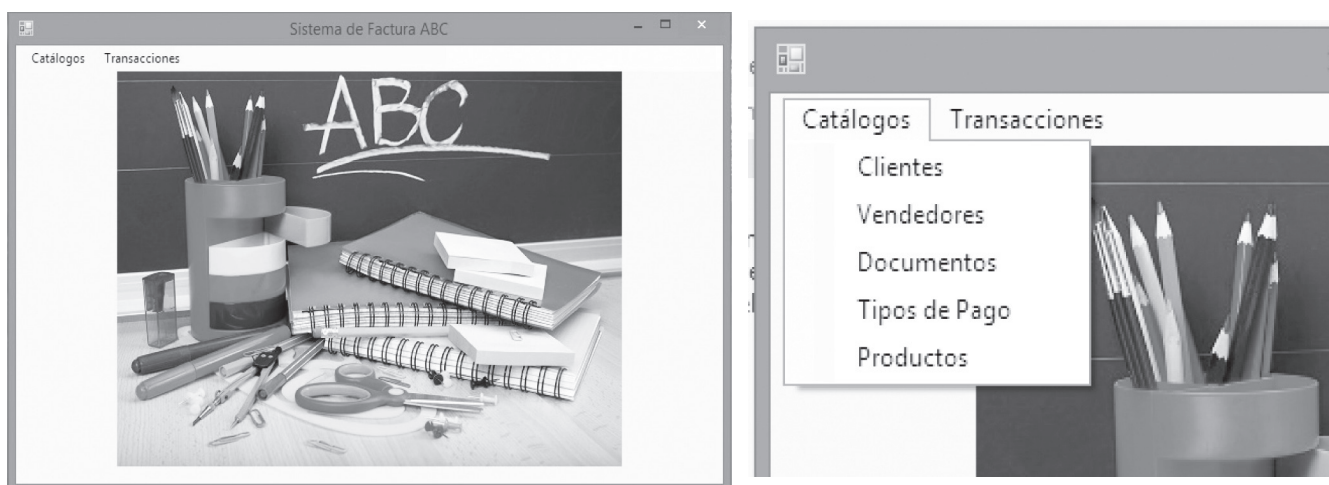 Sistema de Factura ABC
Catálogos Transacciones
ABC
Catálogos Transacciones
Clientes
Vendedores
Documentos
Tipos de Pago
Productos